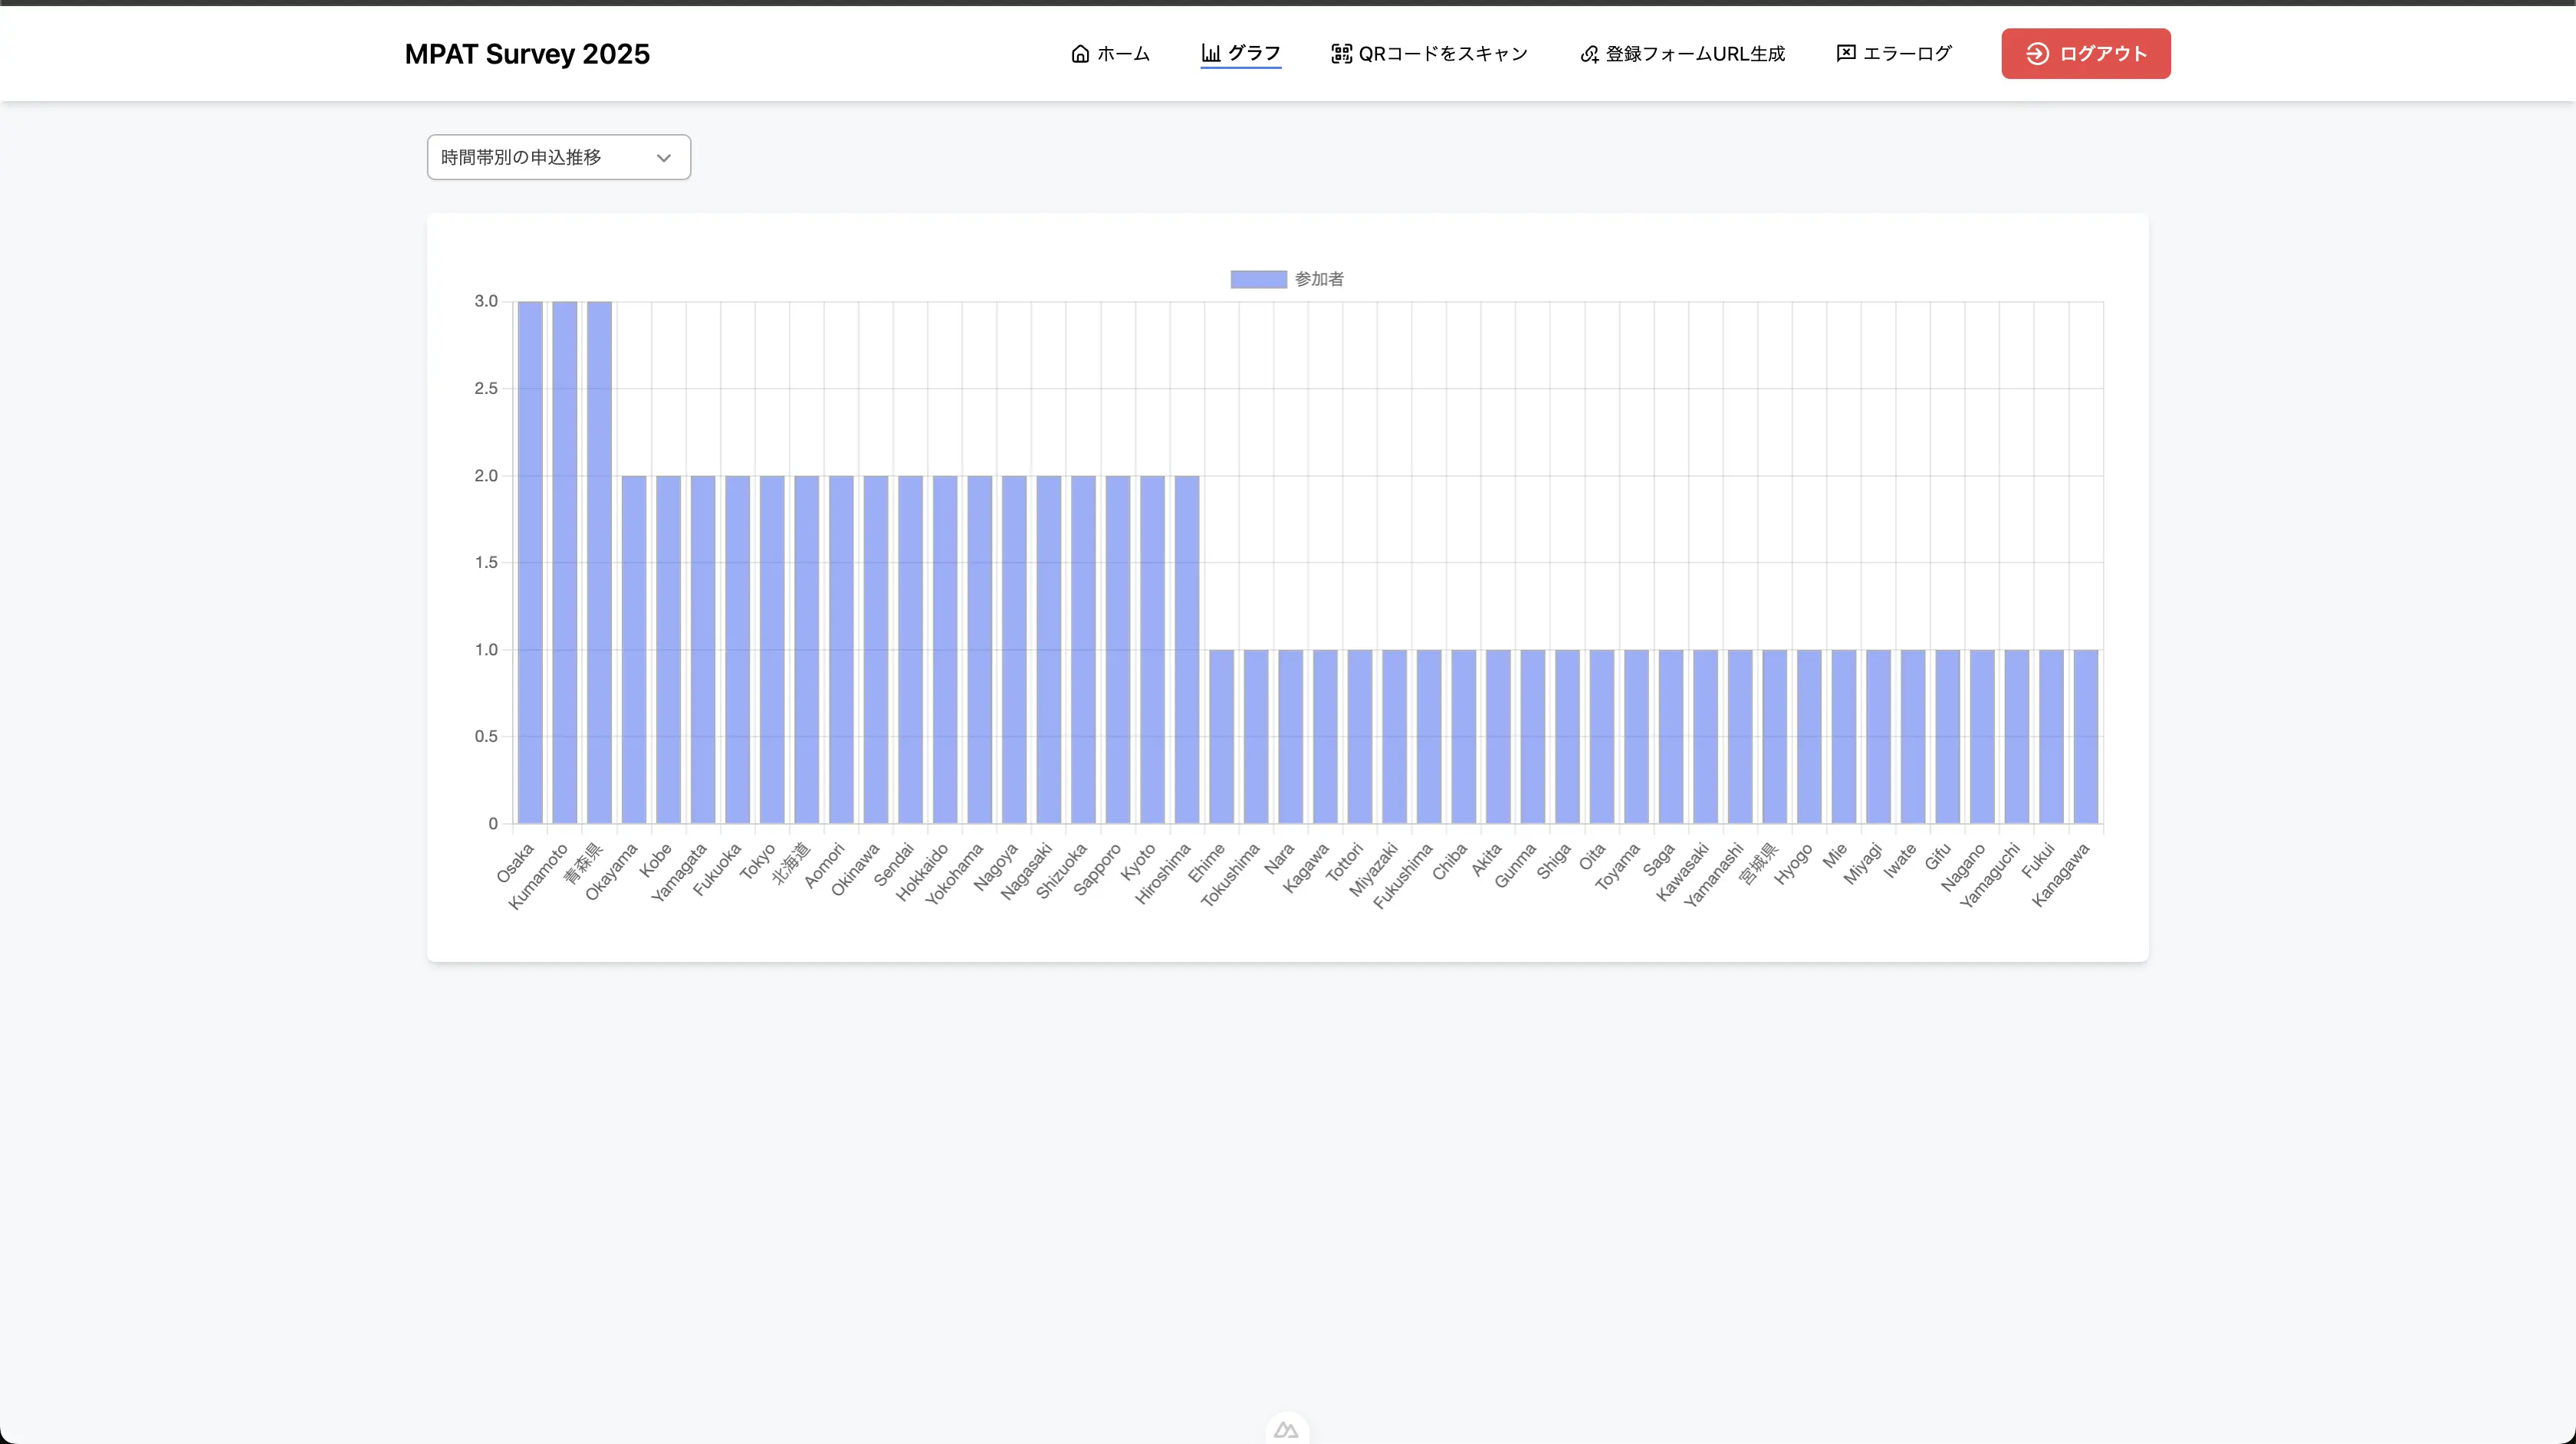 MPAT Survey 2025
ホーム
グラフ
QRコードをスキャン
登録フォームURL生成
エラーログ
ログアウト
時間帯別の申込推移
参加者
3.0
2.5
2.0
1.5
1.0
0.5
0
Osaka
Kumamoto
青森県
Okayama
Kobe
Yamagata
Fukuoka
Tokyo
北海道
Aomori
Okinawa
Sendai
Hokkaido
Yokohama
Nagoya
Nagasaki
Shizuoka
Sapporo
Kyoto
Hiroshima
Ehime
Tokushima
Nara
Kagawa
Tottori
Miyazaki
Fukushima
Chiba
Akita
Gunma
Shiga
Oita
Toyama
Saga
Kawasaki
Yamanashi
宮城県
Hyogo
Mie
Miyagi
Iwate
Gifu
Nagano
Yamaguchi
Fukui
Kanagawa